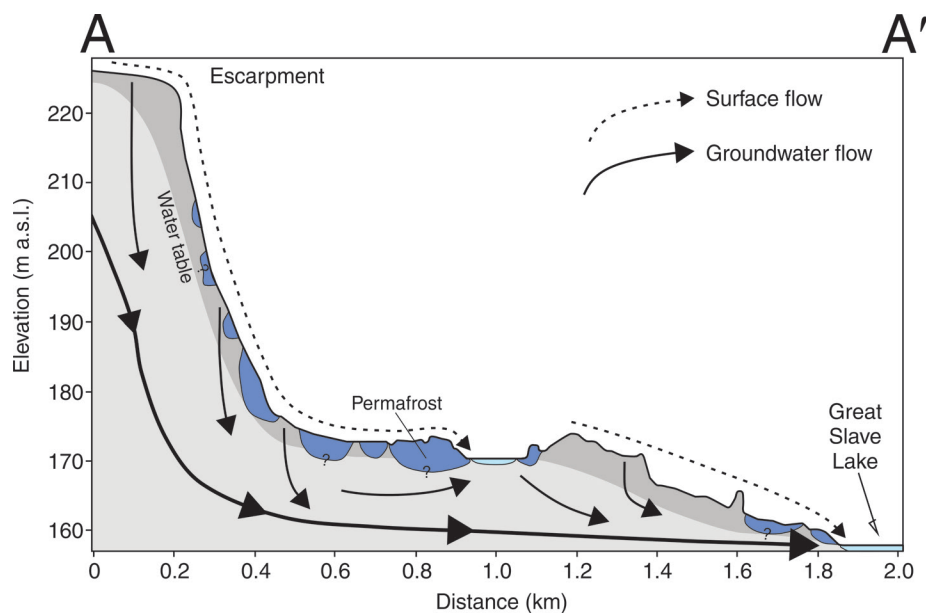 A
A′
Escarpment
Surface flow
Groundwater flow
Water table
?
Permafrost
?
?
?
Great
Slave
Lake
Elevation (m a.s.l.)
220
210
200
190
180
170
160
157
0
0.2
0.4
0.6
0.8
1.0
1.2
1.4
1.6
1.8
2.0
Distance (km)